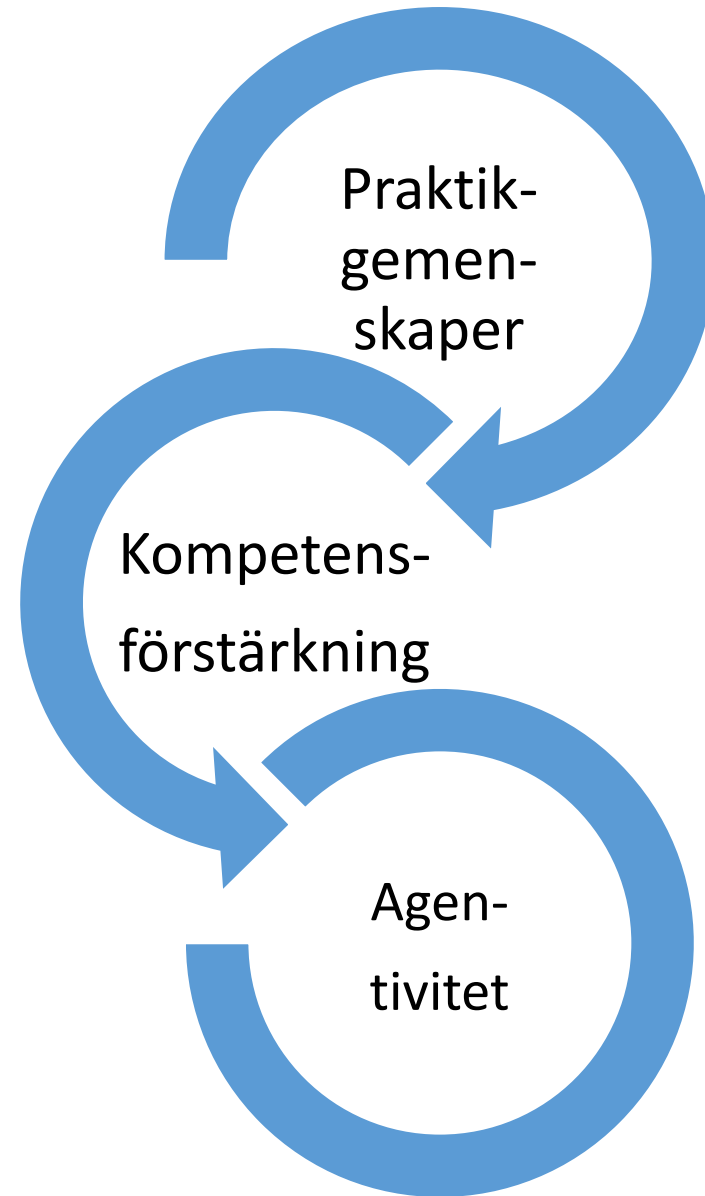 Praktik-
gemen-
skaper
Kompetens-
förstärkning
Agen-
tivitet